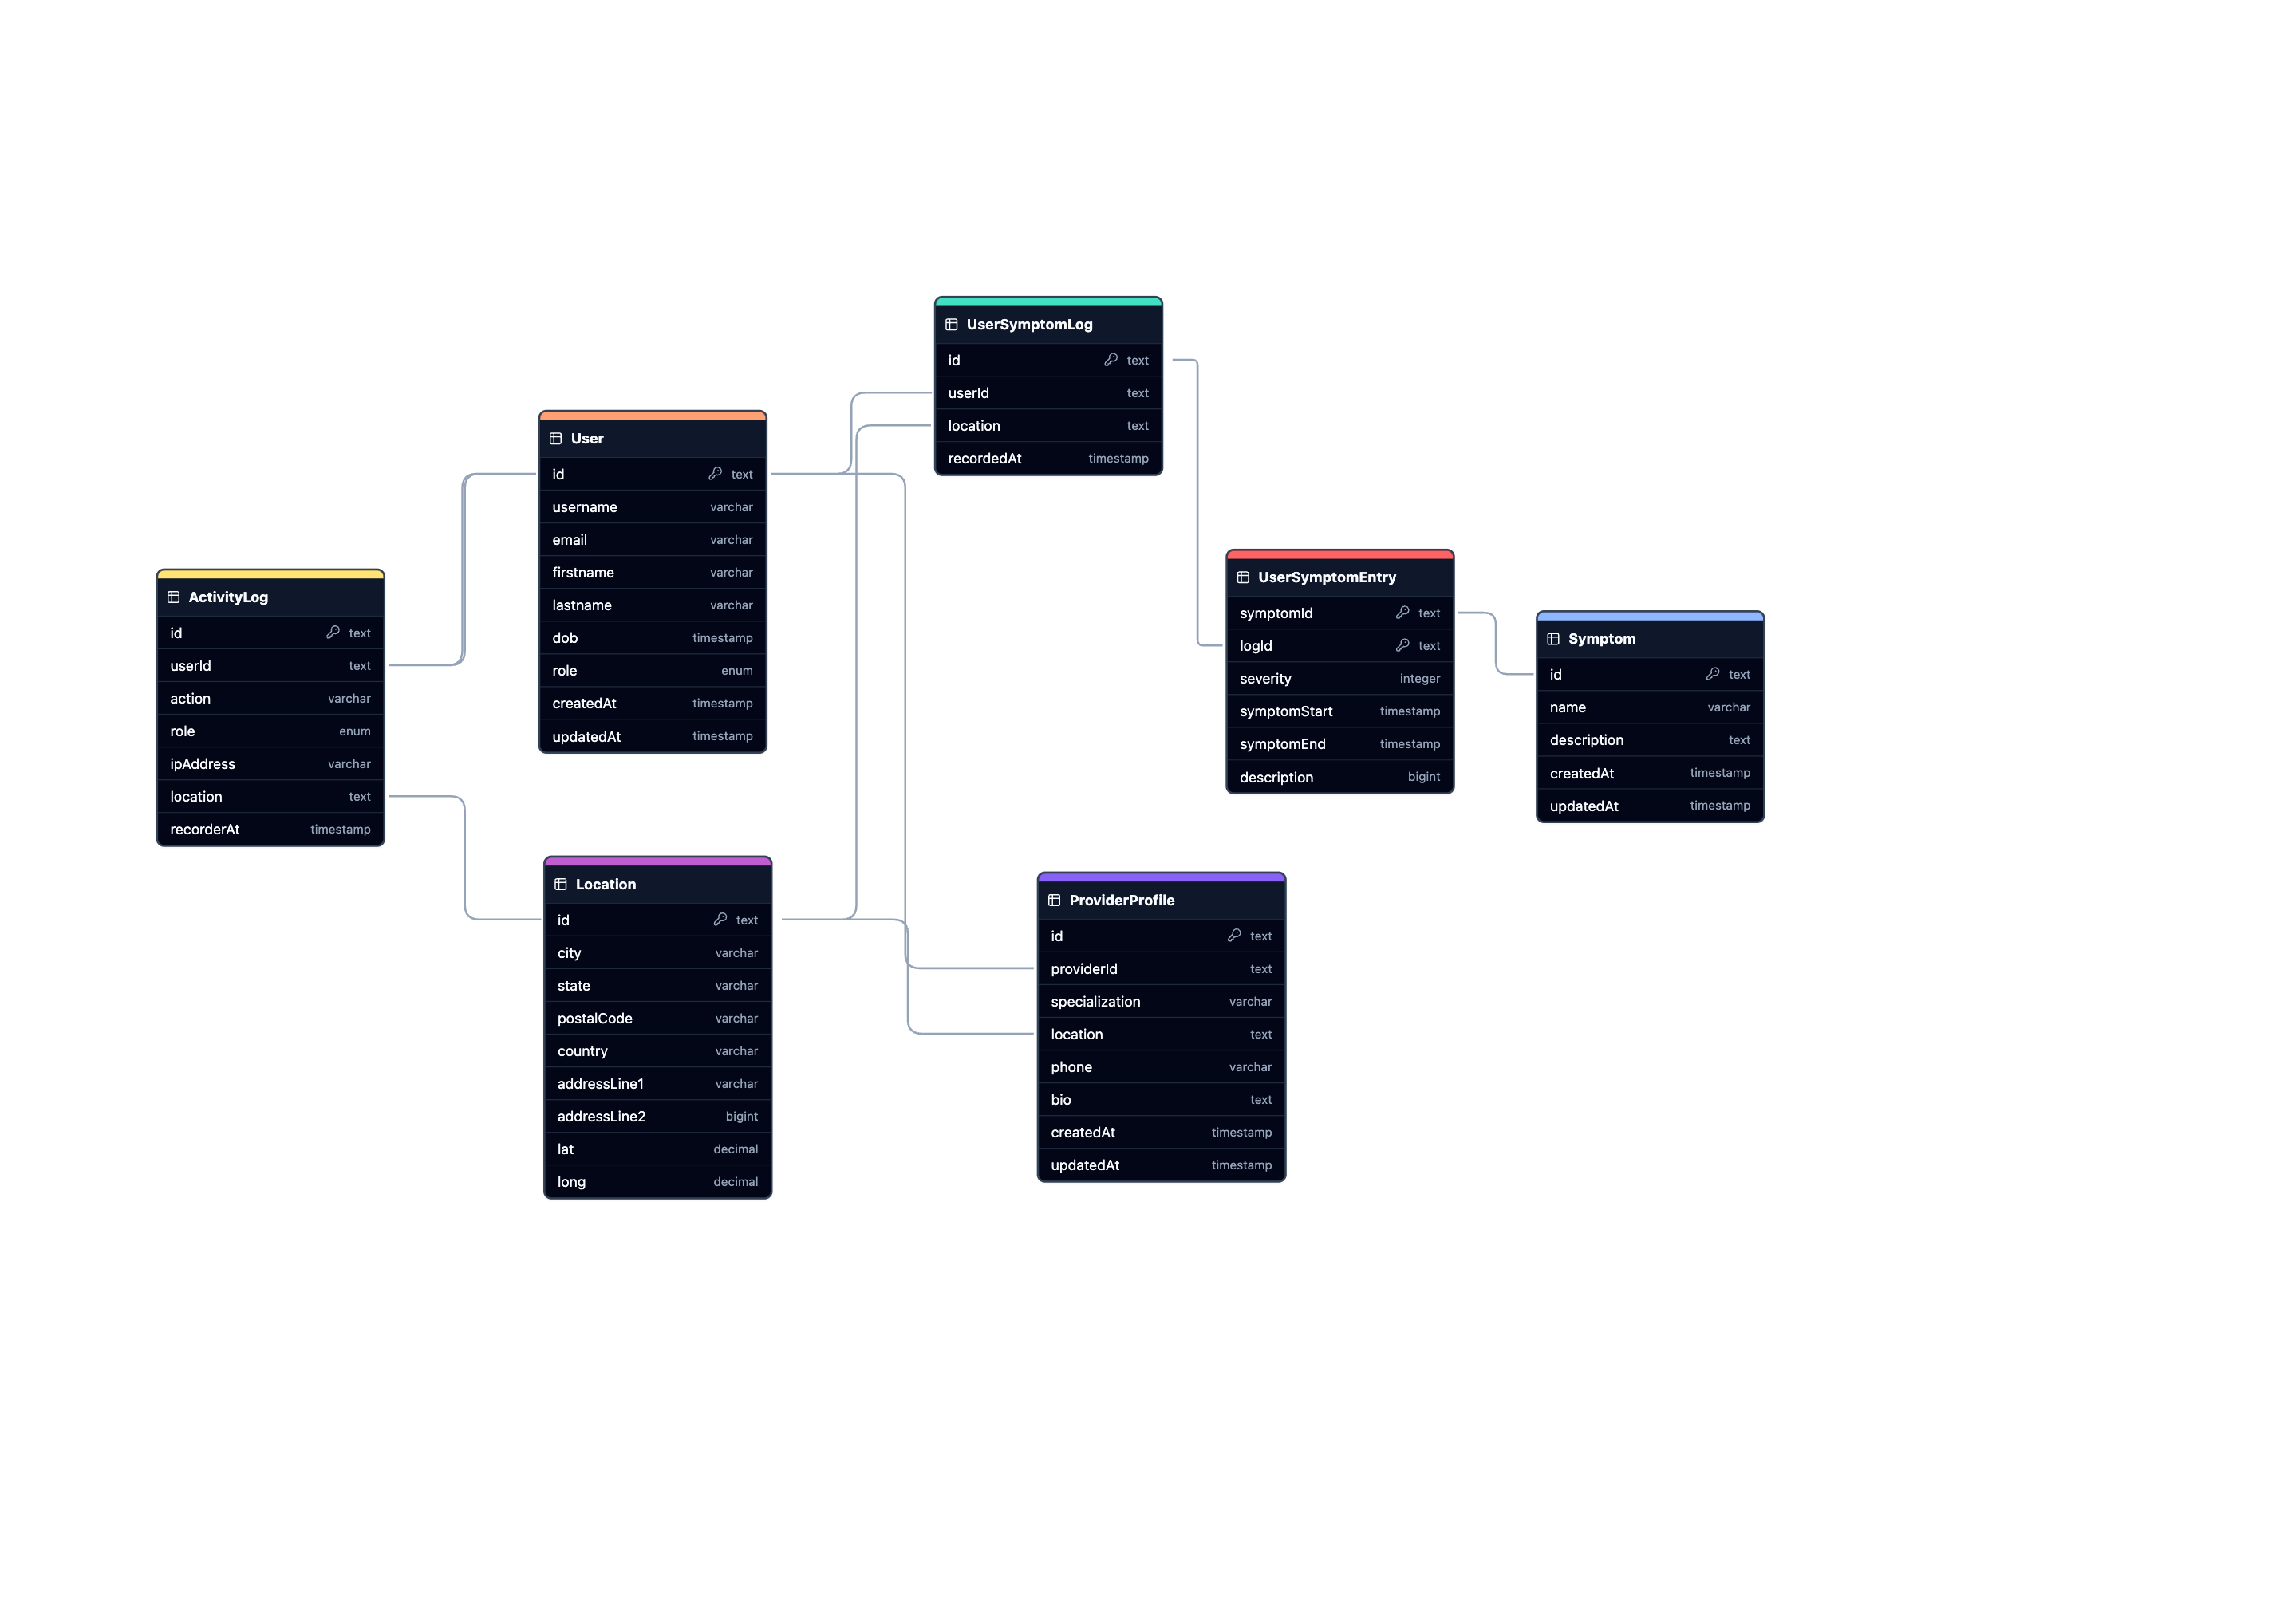 UserSymptomLog
id text
userId text
location text
recordedAt timestamp
User
id text
username varchar
email varchar
firstname varchar
lastname varchar
dob timestamp
role enum
createdAt timestamp
updatedAt timestamp
UserSymptomEntry
symptomId text
logId text
severity integer
symptomStart timestamp
symptomEnd timestamp
description bigint
ActivityLog
id text
userId text
action varchar
role enum
ipAddress varchar
location text
recorderAt timestamp
Symptom
id text
name varchar
description text
createdAt timestamp
updatedAt timestamp
Location
id text
city varchar
state varchar
postalCode varchar
country varchar
addressLine1 varchar
addressLine2 bigint
lat decimal
long decimal
ProviderProfile
id text
providerId text
specialization varchar
location text
phone varchar
bio text
createdAt timestamp
updatedAt timestamp